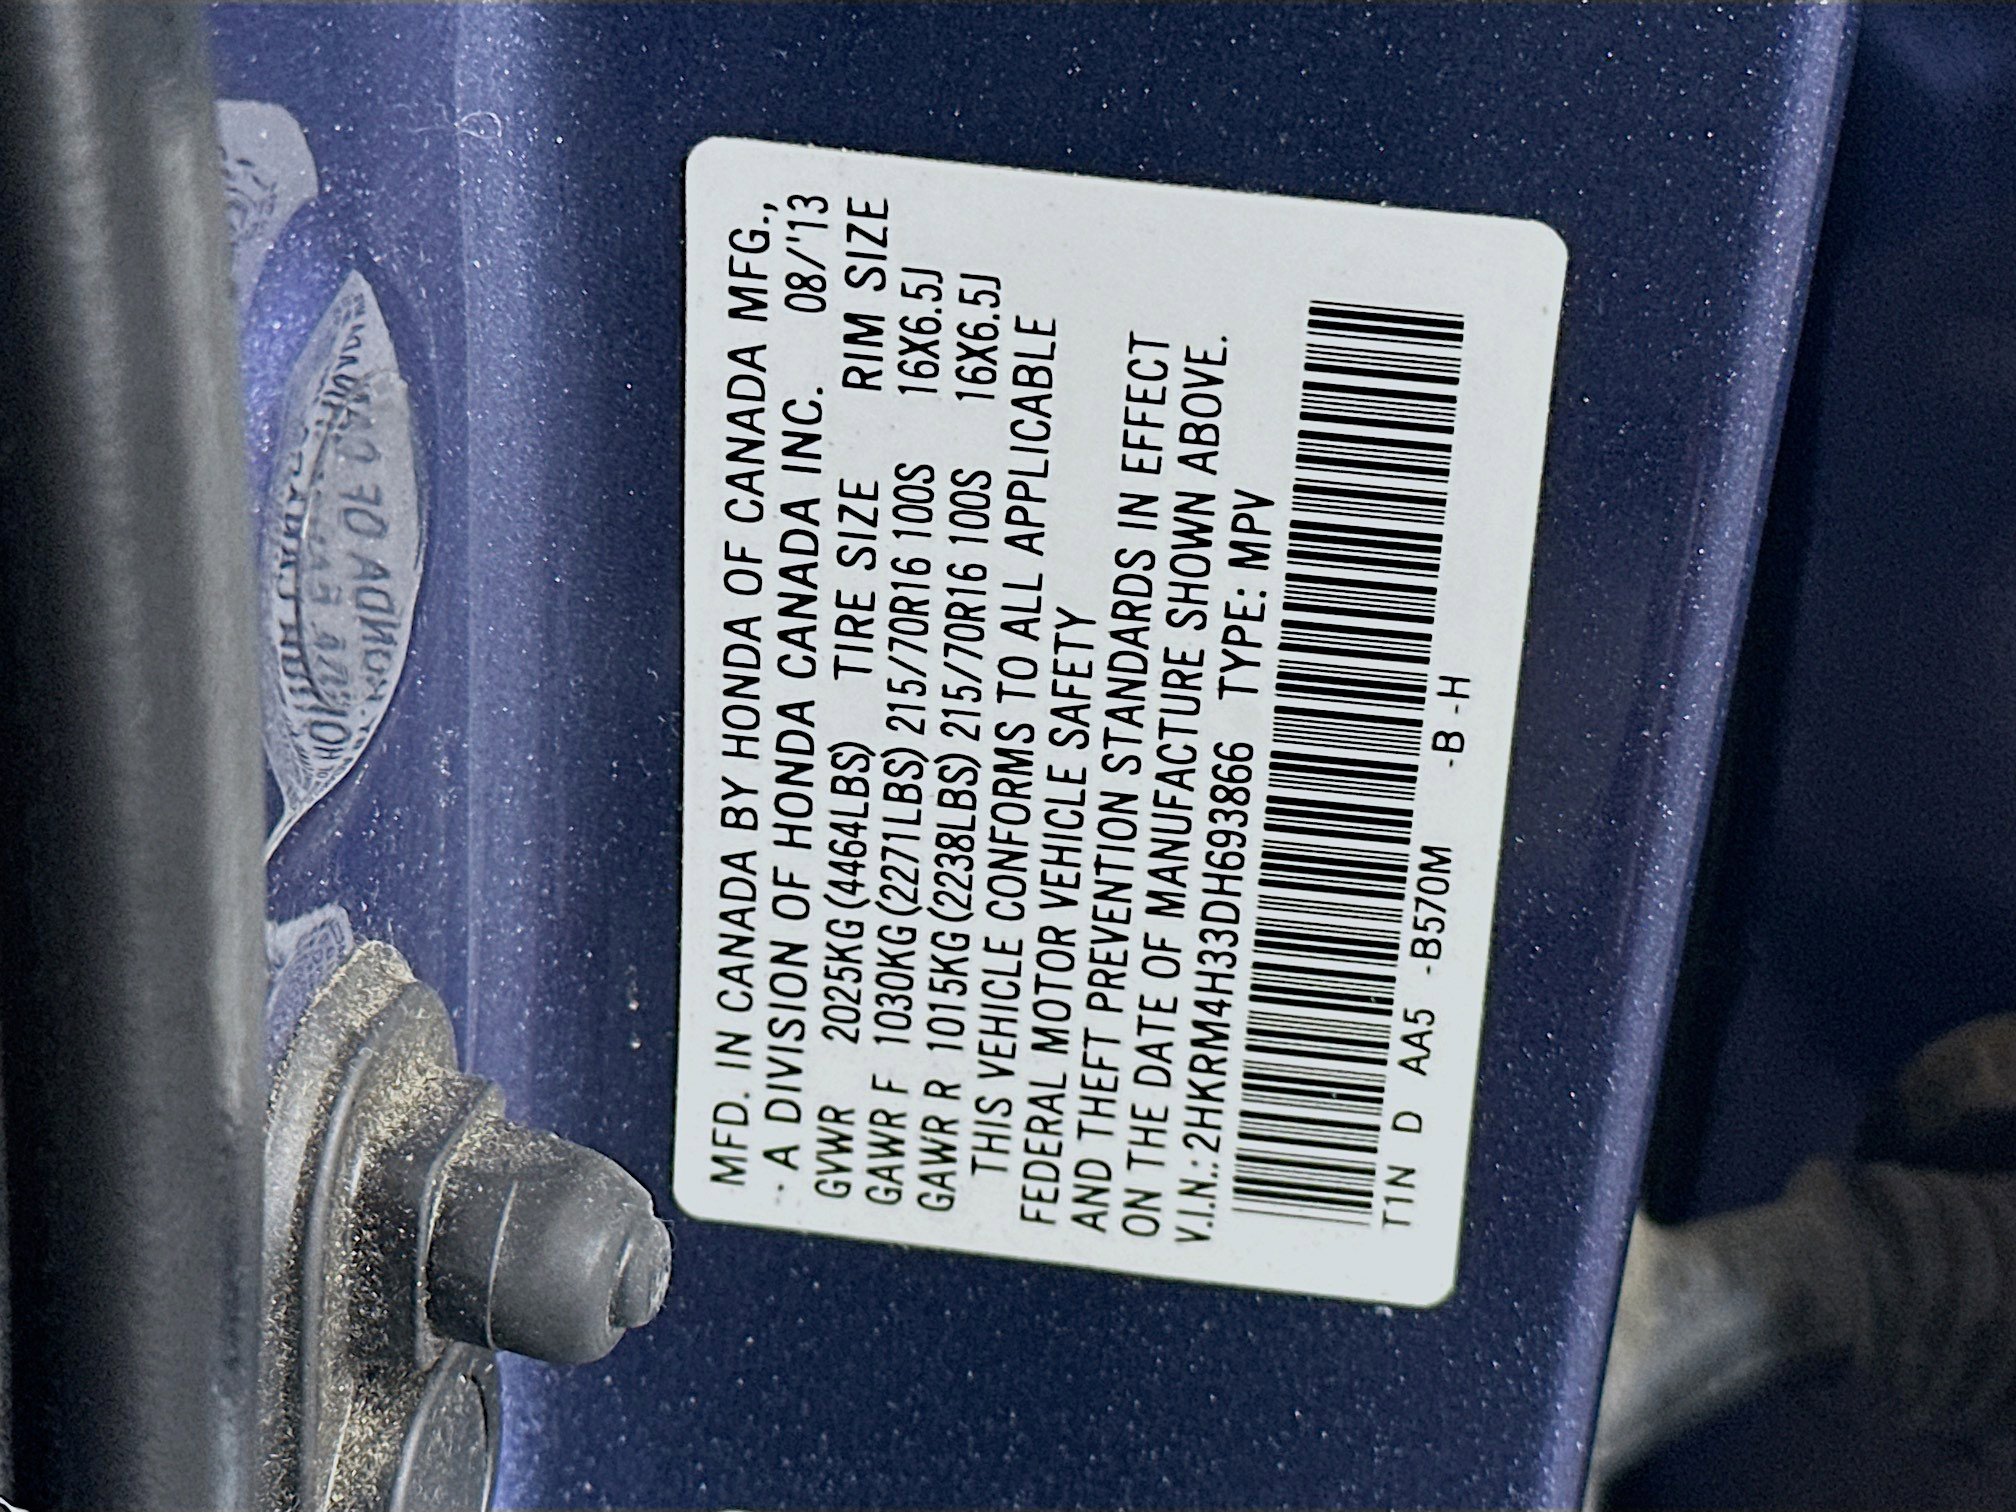 MFD. IN CANADA BY HONDA OF CANADA MFG.,
A DIVISION OF HONDA CANADA INC. 08/'13
GVWR 2025KG (4464LBS) TIRE SIZE RIM SIZE
GAWR F 1030KG (2271LBS) 215/70R16 100S 16X6.5J
GAWR R 1015KG (2238LBS) 215/70R16 100S 16X6.5J
THIS VEHICLE CONFORMS TO ALL APPLICABLE
FEDERAL MOTOR VEHICLE SAFETY
AND THEFT PREVENTION STANDARDS IN EFFECT
ON THE DATE OF MANUFACTURE SHOWN ABOVE.
V.I.N.: 2HKRM4H33DH693866 TYPE: MPV
T1N D AA5 -B570M -B -H